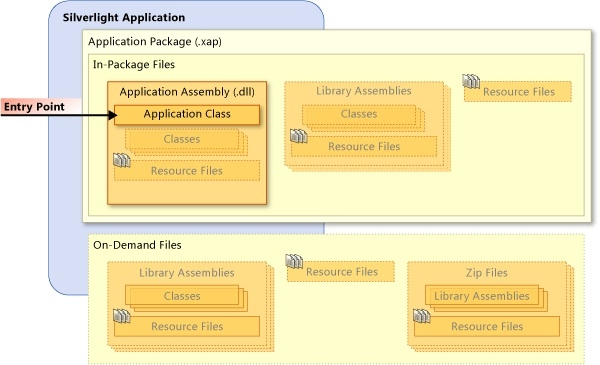 Silverlight Application
Application Package (.xap)
In-Package Files
Entry Point
Application Assembly (.dll)
Application Class
Classes
Resource Files
Library Assemblies
Classes
Resource Files
Resource Files
On-Demand Files
Library Assemblies
Classes
Resource Files
Resource Files
Zip Files
Library Assemblies
Resource Files